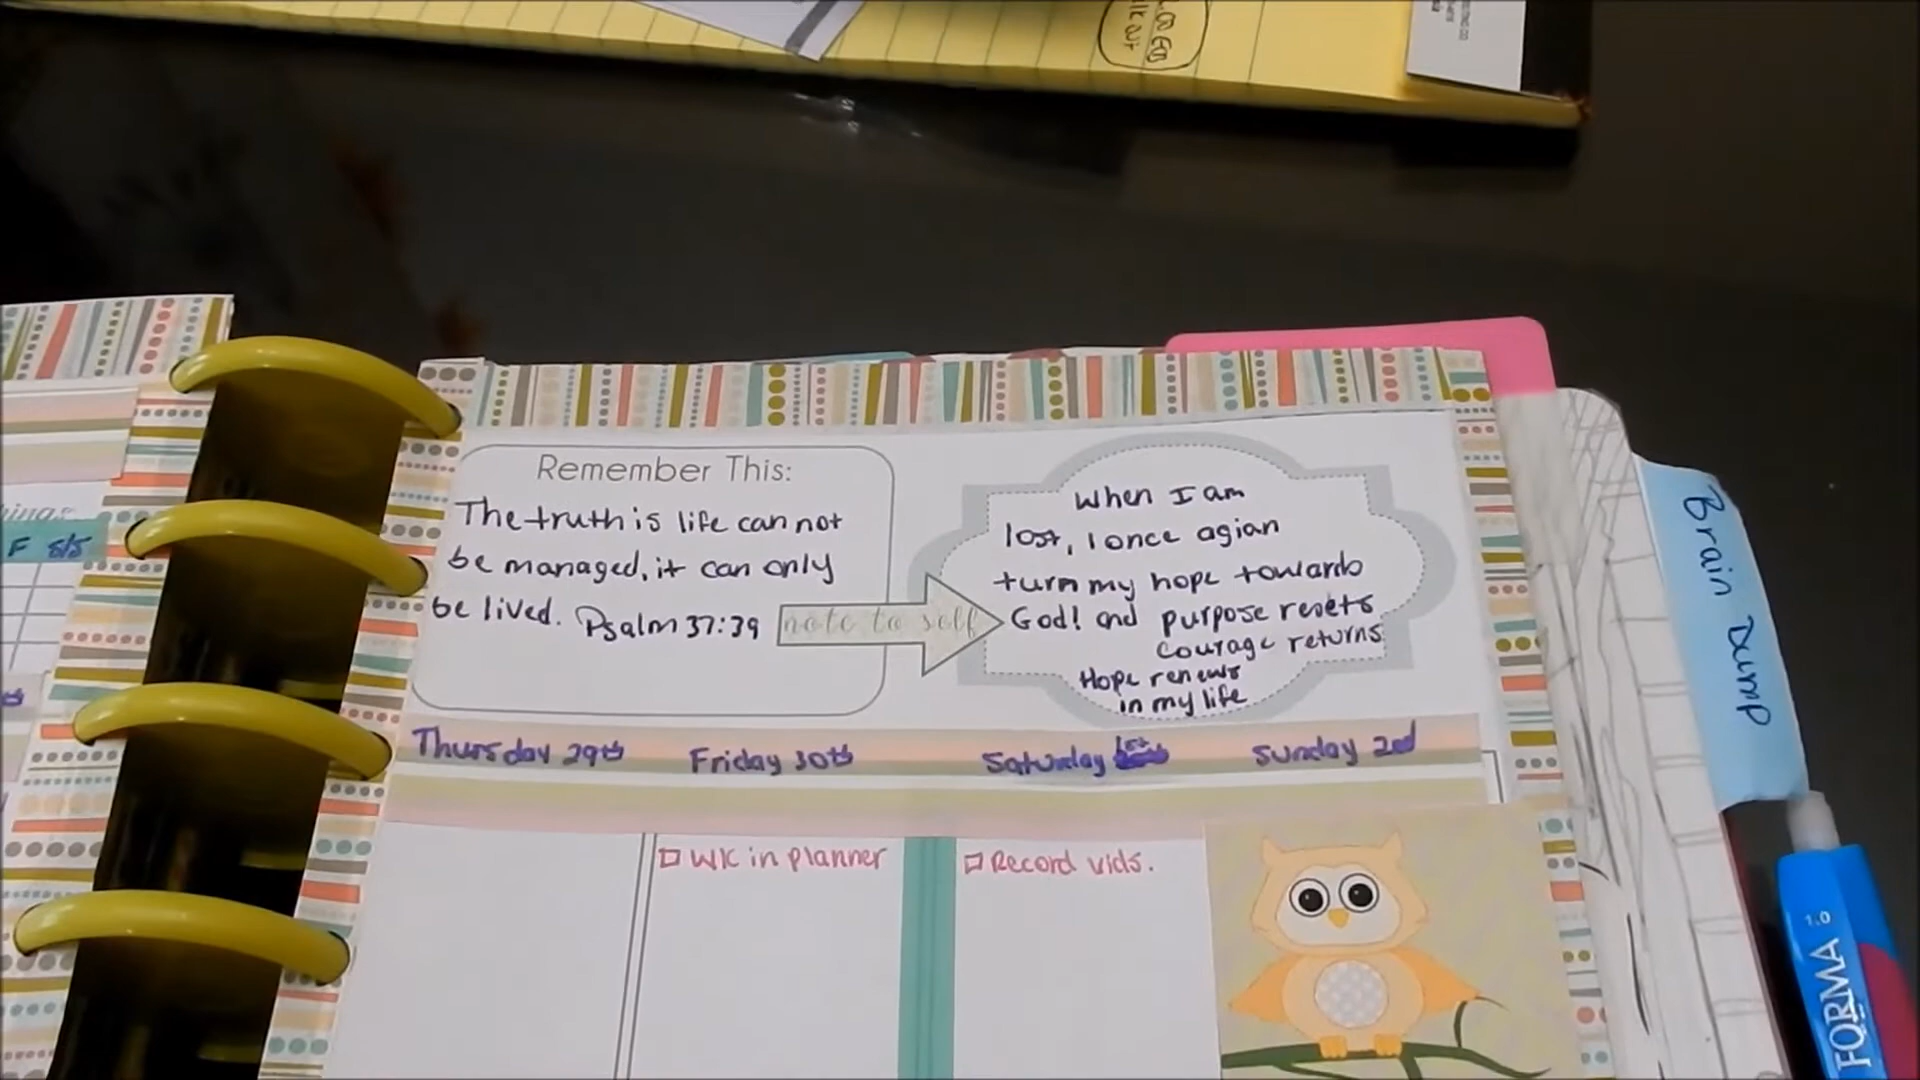 Remember This:
The truth is life can not
be managed, it can only
be lived. Psalm 37:39
note to self
When I am
lost, I once agian
turn my hope towards
God! and purpose resets
courage returns
Hope renews
in my life
Thursday 29th
Friday 30th
Saturday 1st
Sunday 2nd
WK in planner
Record vids.
Brain Dump
1.0
FORMA
F 5/5